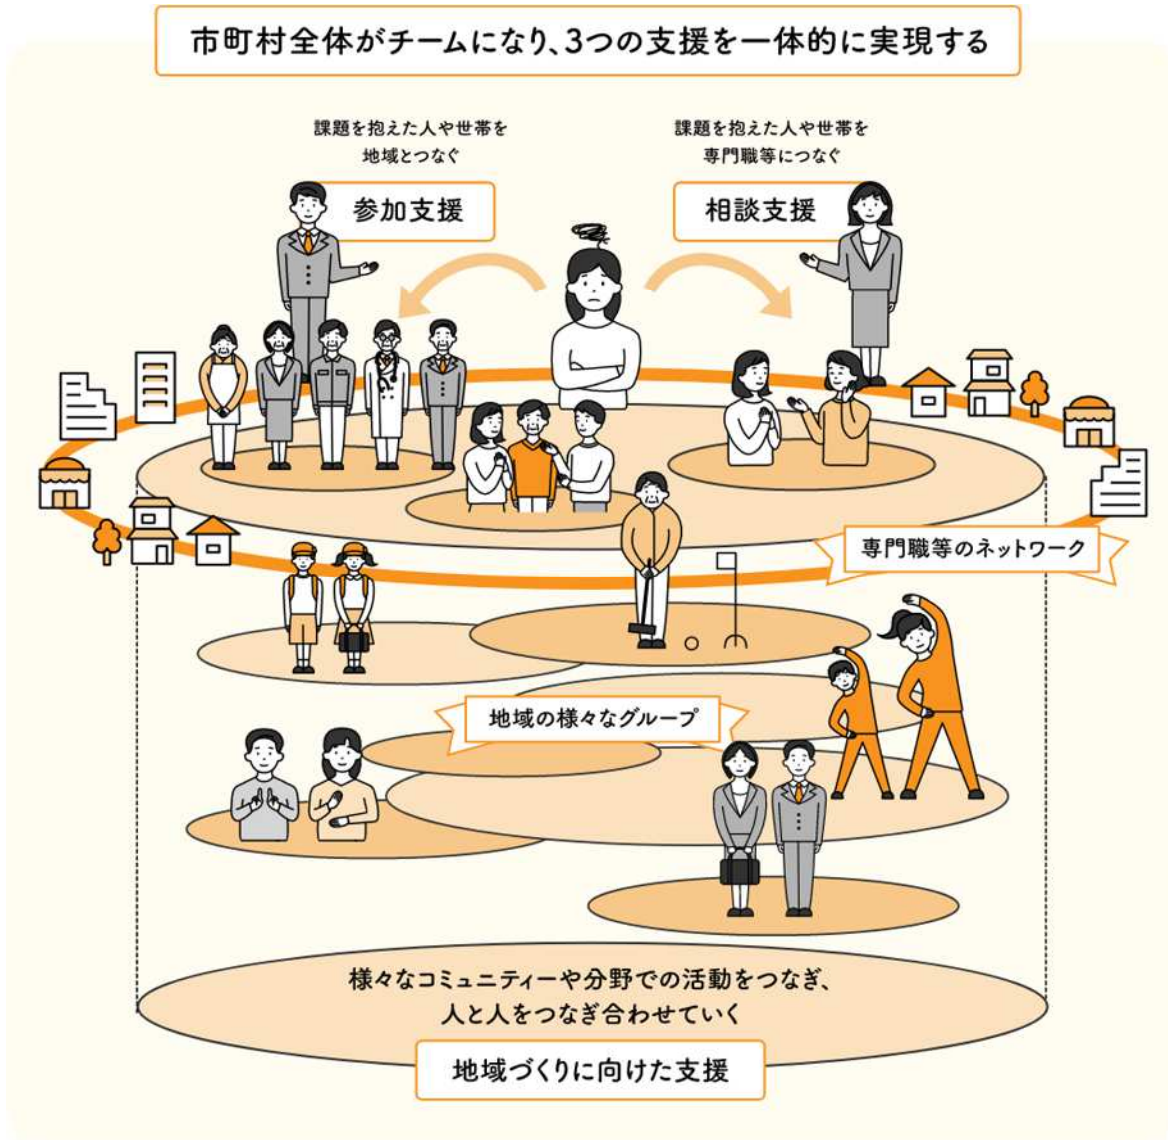 市町村全体がチームになり、3つの支援を一体的に実現する
課題を抱えた人や世帯を
地域とつなぐ
参加支援
課題を抱えた人や世帯を
専門職等につなぐ
相談支援
専門職等のネットワーク
地域の様々なグループ
様々なコミュニティーや分野での活動をつなぎ、
人と人をつなぎ合わせていく
地域づくりに向けた支援